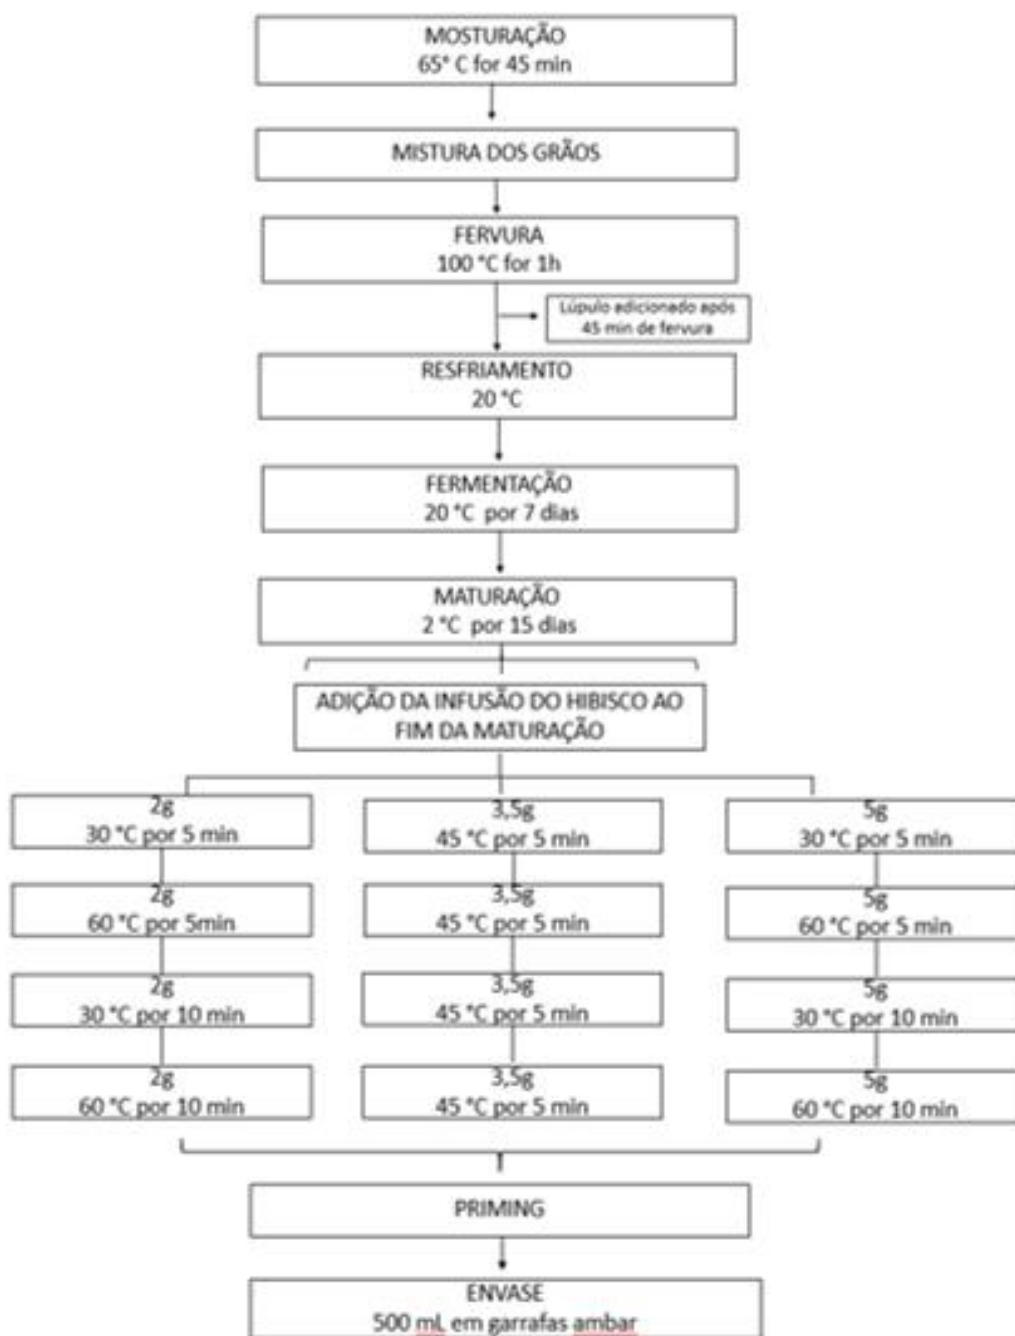 MOSTURAÇÃO
65° C for 45 min
MISTURA DOS GRÃOS
FERVURA
100 °C for 1h
Lúpulo adicionado após
45 min de fervura
RESFRIAMENTO
20 °C
FERMENTAÇÃO
20 °C por 7 dias
MATURAÇÃO
2 °C por 15 dias
ADIÇÃO DA INFUSÃO DO HIBISCO AO
FIM DA MATURAÇÃO
2g
30 °C por 5 min
2g
60 °C por 5min
2g
30 °C por 10 min
2g
60 °C por 10 min
3,5g
45 °C por 5 min
3,5g
45 °C por 5 min
3,5g
45 °C por 5 min
3,5g
45 °C por 5 min
5g
30 °C por 5 min
5g
60 °C por 5 min
5g
30 °C por 10 min
5g
60 °C por 10 min
PRIMING
ENVASE
500 mL em garrafas ambar